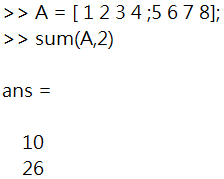 >> A = [ 1 2 3 4 ;5 6 7 8];
>> sum(A,2)
ans =
10
26